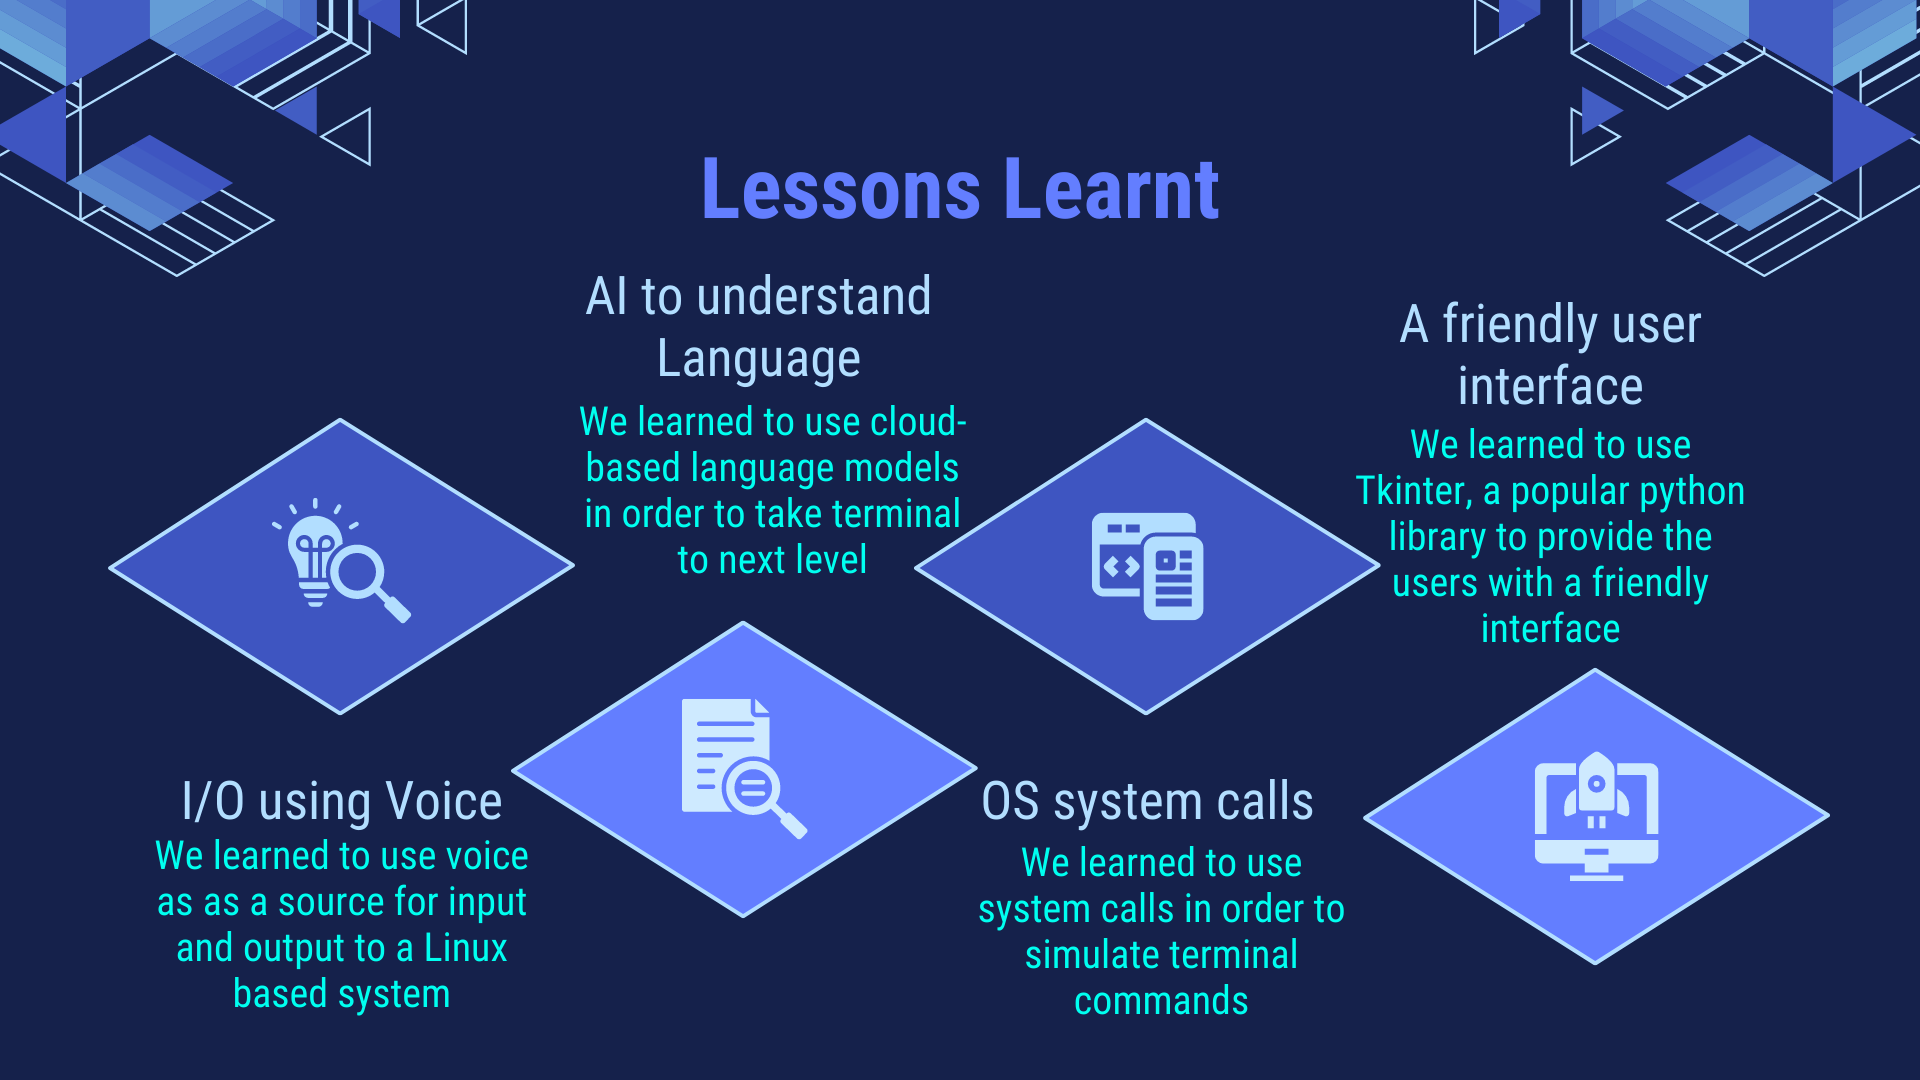 Lessons Learnt
I/O using Voice
We learned to use voice
as as a source for input
and output to a Linux
based system
AI to understand
Language
We learned to use cloud-
based language models
in order to take terminal
to next level
OS system calls
We learned to use
system calls in order to
simulate terminal
commands
A friendly user
interface
We learned to use
Tkinter, a popular python
library to provide the
users with a friendly
interface